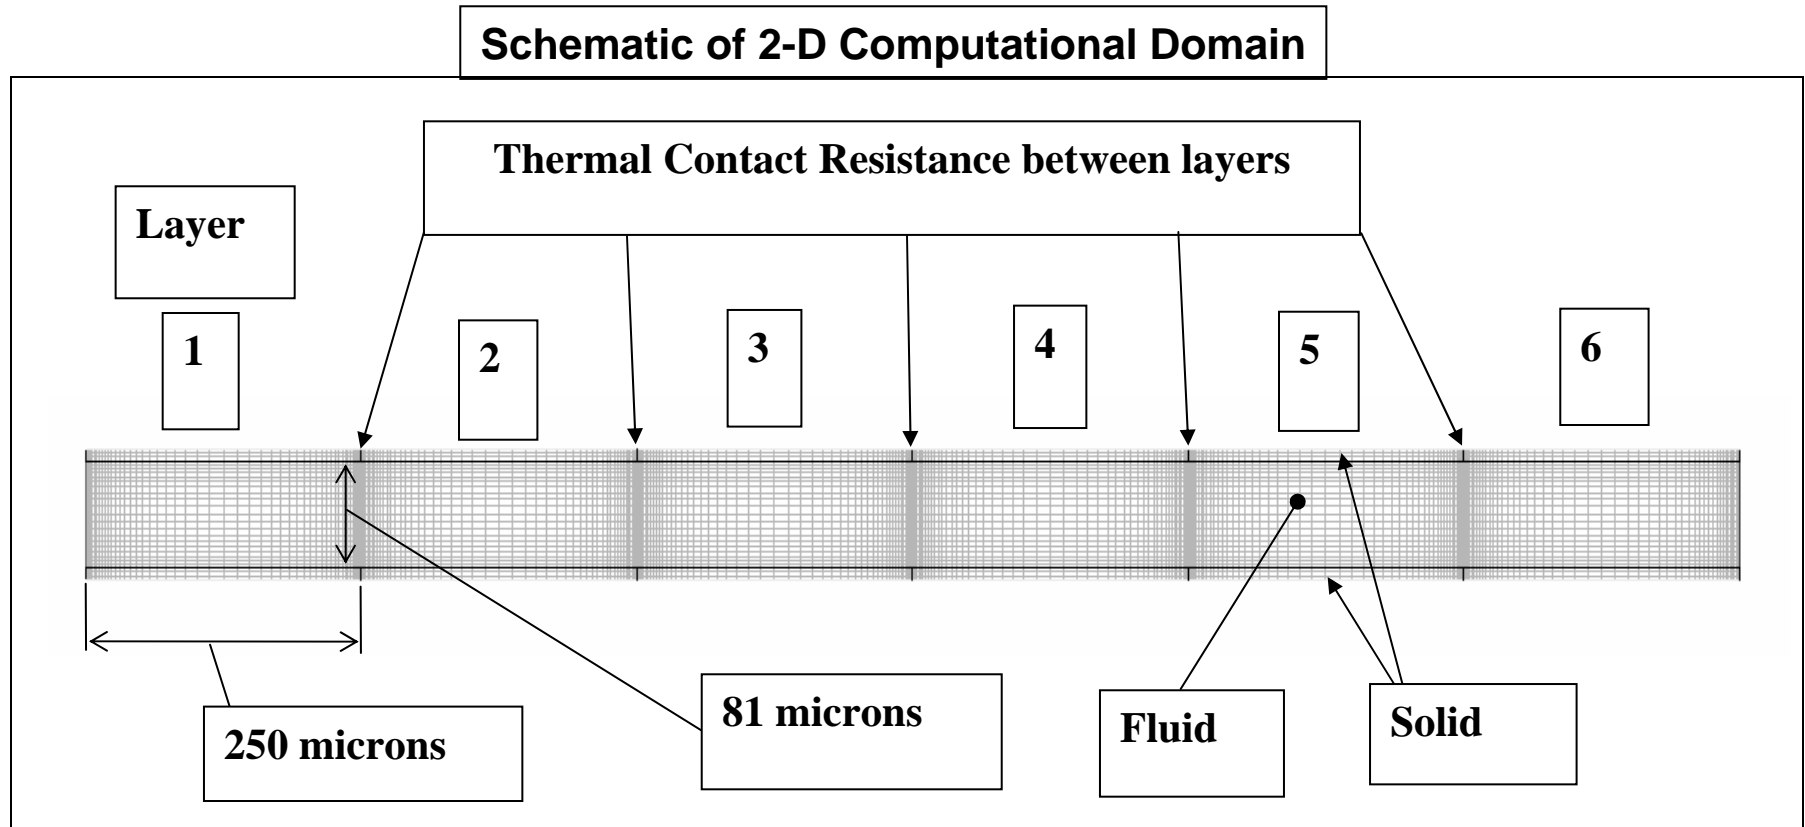 Schematic of 2-D Computational Domain
Thermal Contact Resistance between layers
Layer
1
2
3
4
5
6
250 microns
81 microns
Fluid
Solid